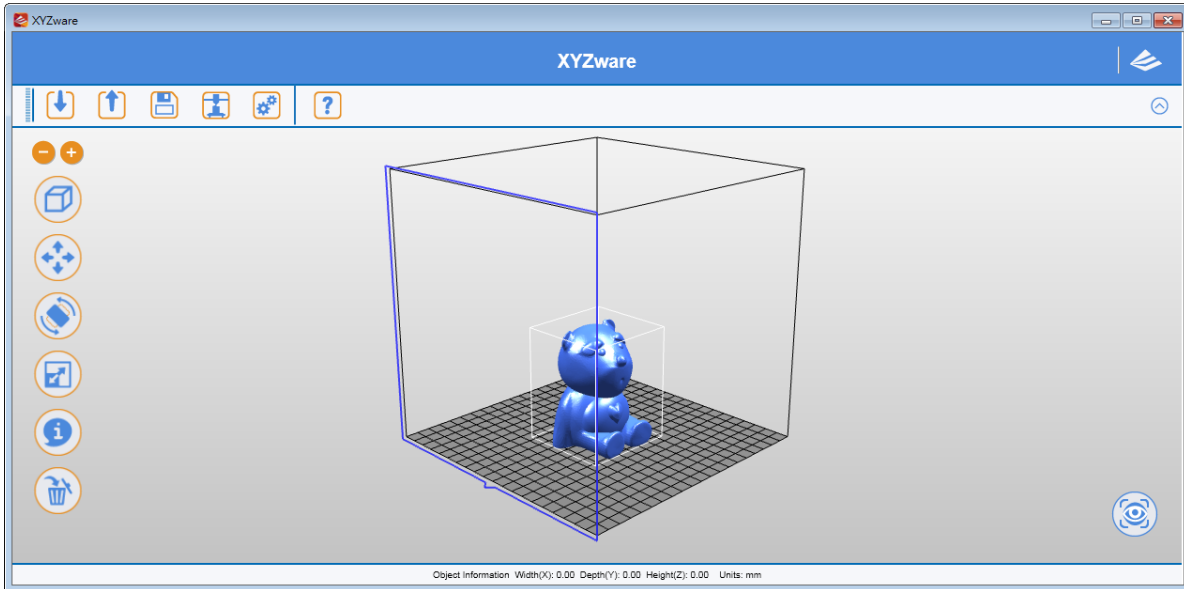 XYZware
XYZware
?
i
Object Information Width(X): 0.00 Depth(Y): 0.00 Height(Z): 0.00 Units: mm